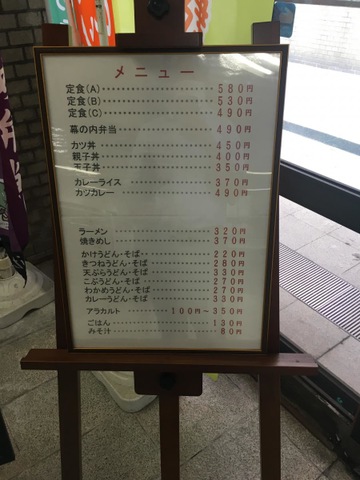 メニュー
定食(A)……………………580円
定食(B)……………………530円
定食(C)……………………490円
幕の内弁当…………………490円
カツ丼………………………450円
親子丼………………………400円
玉子丼………………………350円
カレーライス………………370円
カツカレー…………………490円
ラーメン……………………320円
焼きめし……………………370円
かけうどん・そば…………220円
きつねうどん・そば………280円
天ぷらうどん・そば………330円
こぶうどん・そば…………270円
わかめうどん・そば………270円
カレーうどん・そば………330円
アラカルト………100円～350円
ごはん………………………130円
みそ汁………………………80円